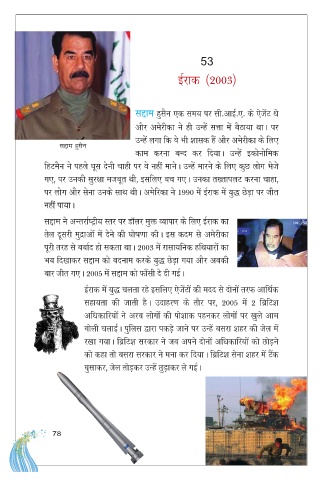 53
ईराक (2003)
सद्दाम हुसैन एक समय पर सी.आई.ए. के ऐजेंट थे
और अमेरीका ने ही उन्हें सत्ता में बैठाया था। पर
उन्हें लगा कि ये भी शासक हैं और अमेरीका के लिए
काम करना बन्द कर दिया। उन्हें इकोनोमिक
सद्दाम हुसैन
हिटमैन ने पहले घूस देनी चाही पर वे नहीं माने। उन्हें मारने के लिए कुछ लोग भेजे
गए, पर उनकी सुरक्षा मजबूत थी, इसलिए बच गए। उनका तख्तापलट करना चाहा,
पर लोग और सेना उनके साथ थी। अमेरिका ने 1990 में ईराक में युद्ध छेड़ा पर जीत
नहीं पाया।
सद्दाम ने अन्तर्राष्ट्रीय स्तर पर डॉलर मुक्त व्यापार के लिए ईराक का
तेल दूसरी मुद्राओं में देने की घोषणा की। इस कदम से अमेरीका
पूरी तरह से बर्बाद हो सकता था। 2003 में रासायनिक हथियारों का
भय दिखाकर सद्दाम को बदनाम करके युद्ध छेड़ा गया और अबकी
बार जीत गए। 2005 में सद्दाम को फाँसी दे दी गई।
ईराक में युद्ध चलता रहे इसलिए ऐजेंटों की मदद से दोनों तरफ आर्थिक
सहायता की जाती है। उदाहरण के तौर पर, 2005 में 2 ब्रिटिश
अधिकारियों ने अरब लोगों की पोशाक पहनकर लोगों पर खुले आम
गोली चलाई। पुलिस द्वारा पकड़े जाने पर उन्हें बसरा शहर की जेल में
रखा गया। ब्रिटिश सरकार ने जब अपने दोनों अधिकारियों को छोड़ने
को कहा तो बसरा सरकार ने मना कर दिया। ब्रिटिश सेना शहर में टैंक
घुसाकर, जेल तोड़कर उन्हें छुड़ाकर ले गई।
78